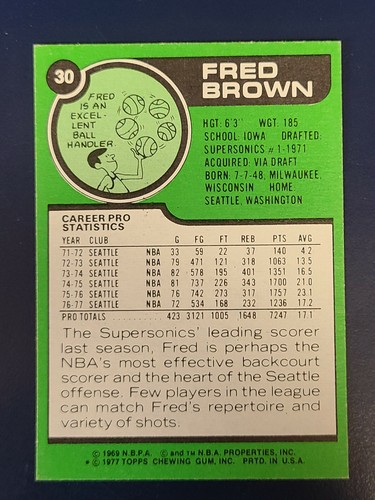 30
FRED
IS AN
EXCEL-
LENT
BALL
HANDLER.
FRED
BROWN
HGT: 6'3" WGT: 185
SCHOOL: IOWA DRAFTED:
SUPERSONICS #1-1971
ACQUIRED: VIA DRAFT
BORN: 7-7-48, MILWAUKEE,
WISCONSIN HOME:
SEATTLE, WASHINGTON
CAREER PRO
STATISTICS
YEAR CLUB G FG FT REB PTS AVG
71-72 SEATTLE NBA 33 59 22 37 140 4.2
72-73 SEATTLE NBA 79 471 121 318 1063 13.5
73-74 SEATTLE NBA 82 578 195 401 1351 16.5
74-75 SEATTLE NBA 81 737 226 343 1700 21.0
75-76 SEATTLE NBA 76 742 273 317 1757 23.1
76-77 SEATTLE NBA 72 534 168 232 1236 17.2
PRO TOTALS . . . . . . . . . . 423 3121 1005 1648 7247 17.1
The Supersonics' leading scorer
last season, Fred is perhaps the
NBA's most effective backcourt
scorer and the heart of the Seattle
offense. Few players in the league
can match Fred's repertoire and
variety of shots.
© 1969 N.B.P.A. © and TM N.B.A. PROPERTIES, INC.
* © 1977 TOPPS CHEWING GUM, INC. PRTD. IN U.S.A.